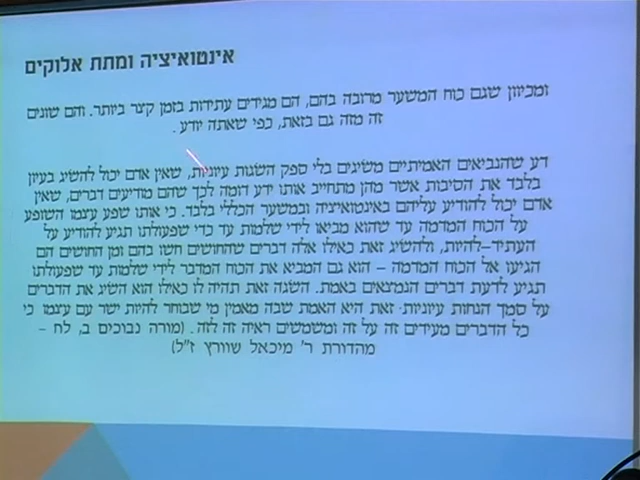 אינטואיציה ומתת אלוקים
ומכיוון שגם כוח המשער מרובה בהם, הם מגידים עתידות בזמן קצר ביותר. והם שונים
זה מזה גם בזאת, כפי שאתה יודע .
דע שהנביאים האמיתיים משיגים בלי ספק השגות עיוניות, שאין אדם יכול להשיג בעיון
בלבד את הסיבות אשר מהן מתחייב אותו ידע דומה לכך שהם מודיעים דברים, שאין
אדם יכול להודיע עליהם באינטואיציה ובמשער הכללי בלבד. כי אותו שפע עצמו השופע
על הכוח המדמה עד שהוא מביאו לידי שלמות עד כדי שפעולתו תגיע להודיע על
העתיד-להיות, ולהשיג זאת כאילו אלה דברים שהחושים חשו בהם ומן החושים הם
הגיעו אל הכוח המדמה – הוא גם המביא את הכוח המדבר לידי שלמות עד שפעולתו
תגיע לדעת דברים הנמצאים באמת. השגה זאת תהיה לו כאילו הוא השיג את הדברים
על סמך הנחות עיוניות. זאת היא האמת שבה מאמין מי שבוחר להיות ישר עם עצמו כי
כל הדברים מעידים זה על זה ומשמשים ראיה זה לזה. (מורה נבוכים ב, לח –
מהדורת ר' מיכאל שוורץ ז"ל)